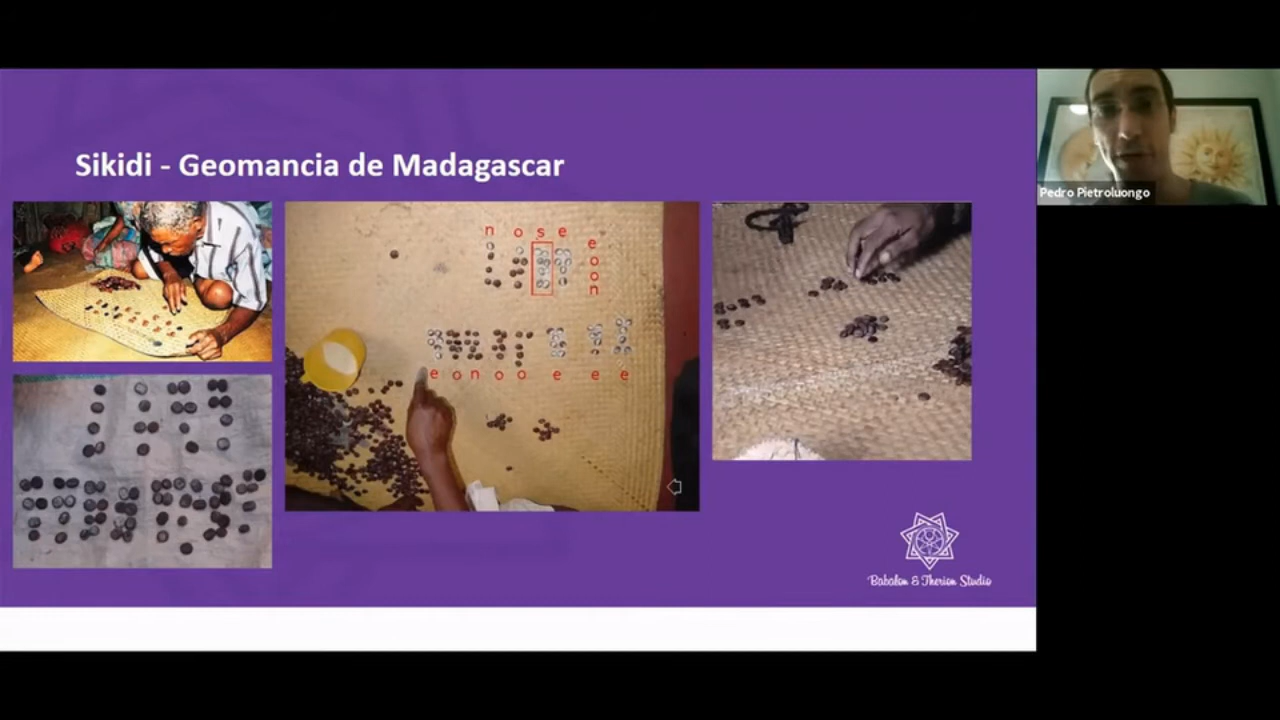 Sikidi - Geomancia de Madagascar
n o s e
e
o
o
n
e o n o o e e e
Babalon & Therion Studio
Pedro Pietroluongo